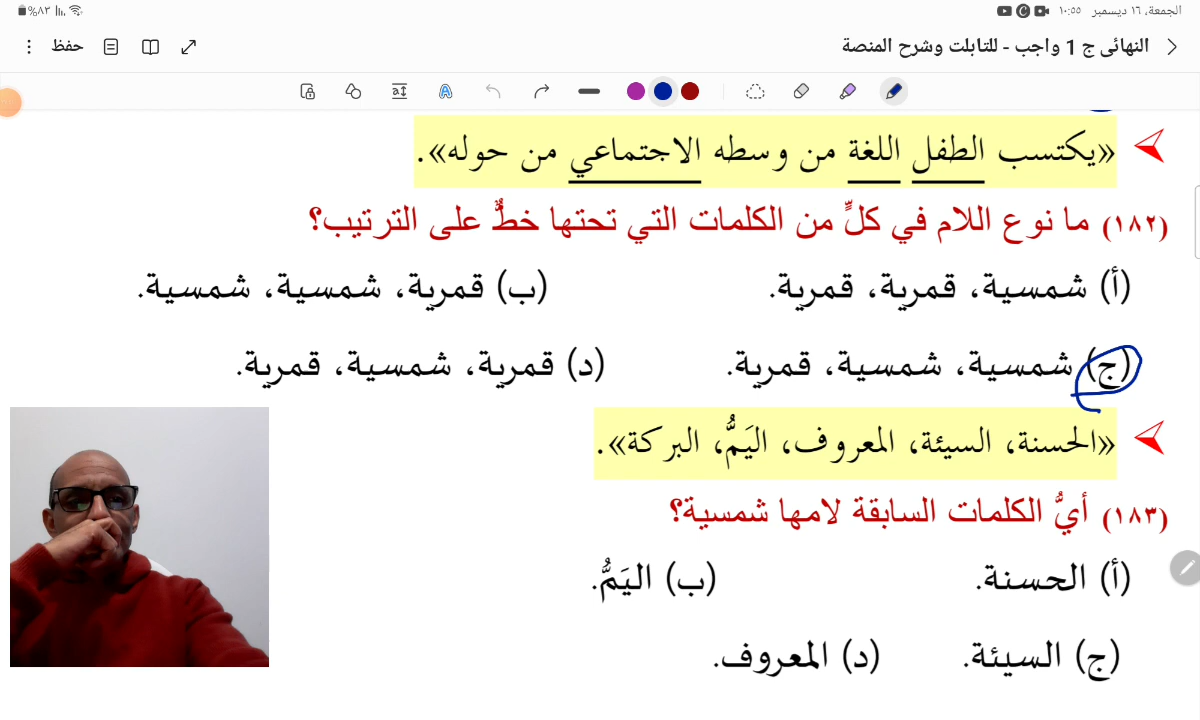 الجمعة، ١٦ ديسمبر ١٠:٥٥ ٨٣%
النهائى ج 1 واجب - للتابلت وشرح المنصة حفظ
«يكتسب الطفل اللغة من وسطه الاجتماعي من حوله».
(١٨٢) ما نوع اللام في كلٍّ من الكلمات التي تحتها خطٌّ على الترتيب؟
(أ) شمسية، قمرية، قمرية. (ب) قمرية، شمسية، شمسية.
(ج) شمسية، شمسية، قمرية. (د) قمرية، شمسية، قمرية.
«الحسنة، السيئة، المعروف، اليَمُّ، البركة».
(١٨٣) أيُّ الكلمات السابقة لامها شمسية؟
(أ) الحسنة. (ب) اليَمُّ.
(ج) السيئة. (د) المعروف.